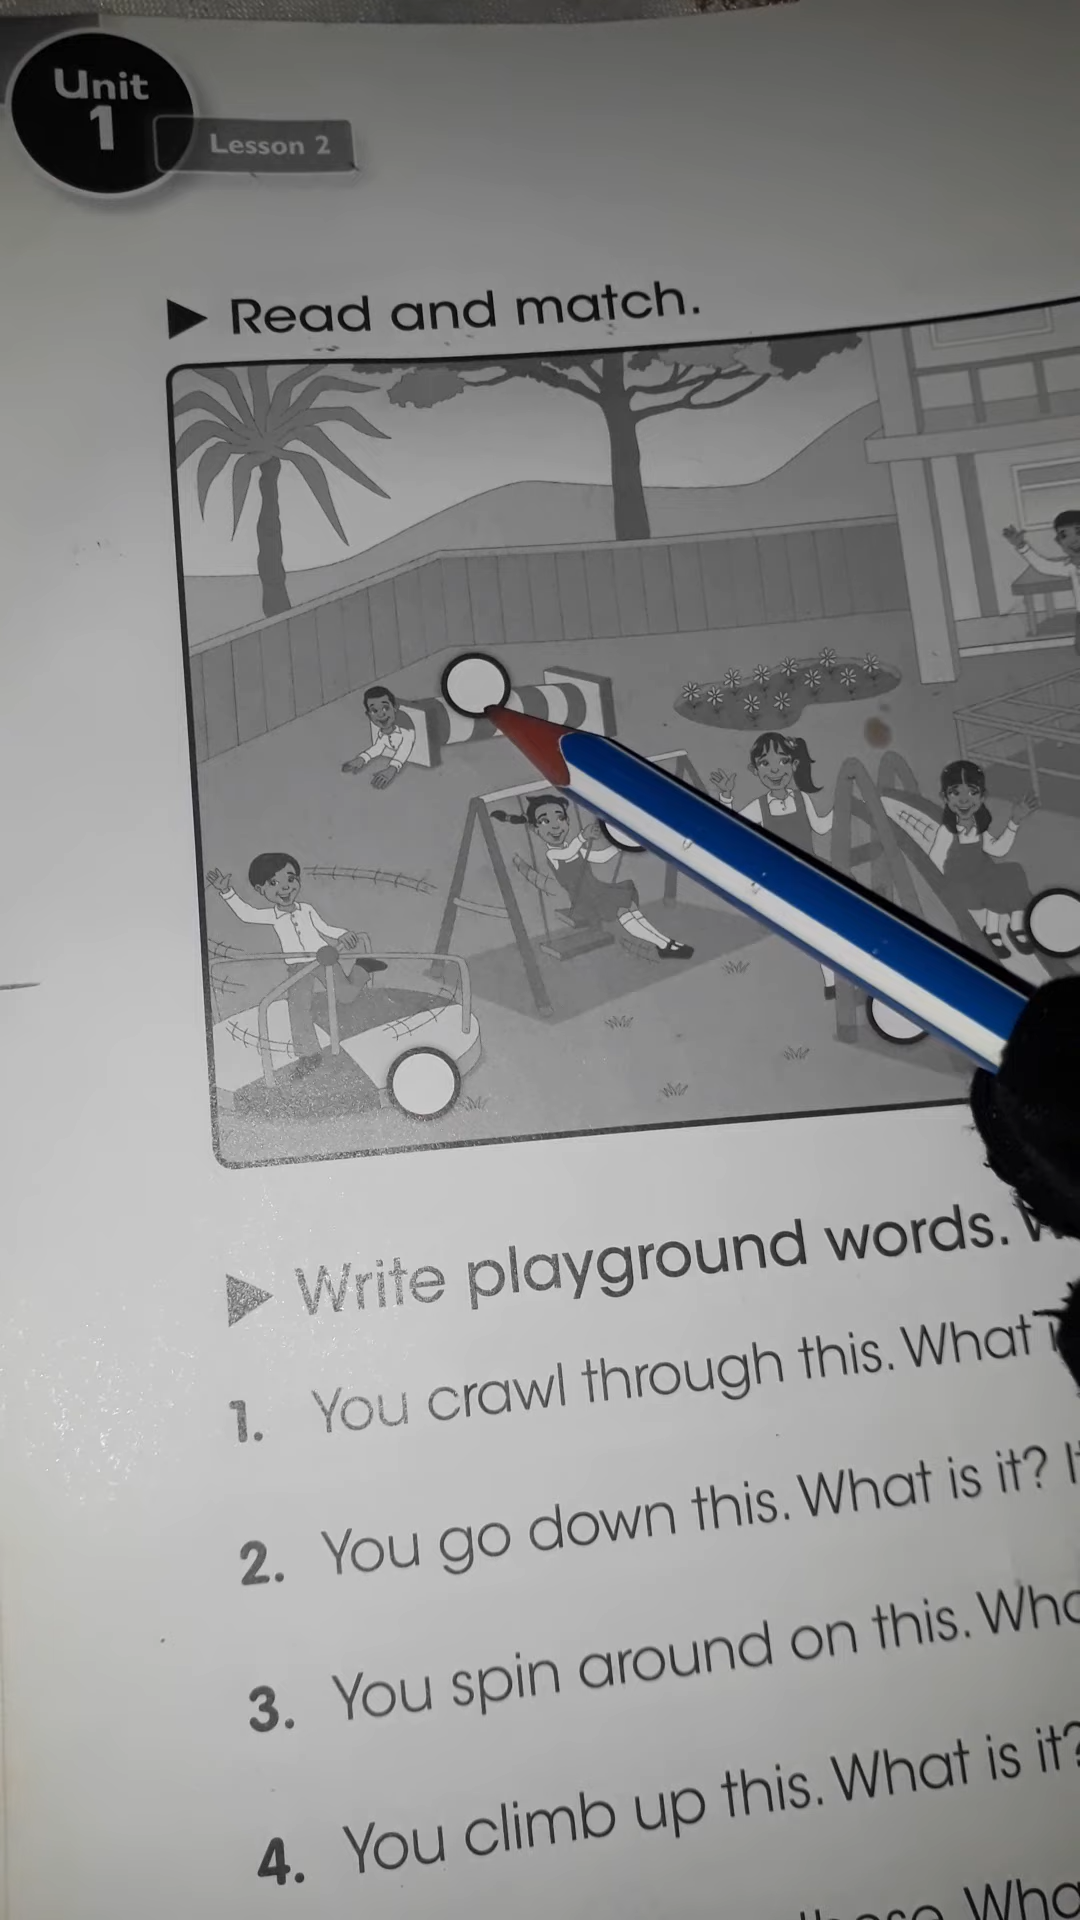 Unit
1
Lesson 2
Read and match.
Write playground words.
1. You crawl through this. What
2. You go down this. What is it?
3. You spin around on this.
4. You climb up this. What is it?